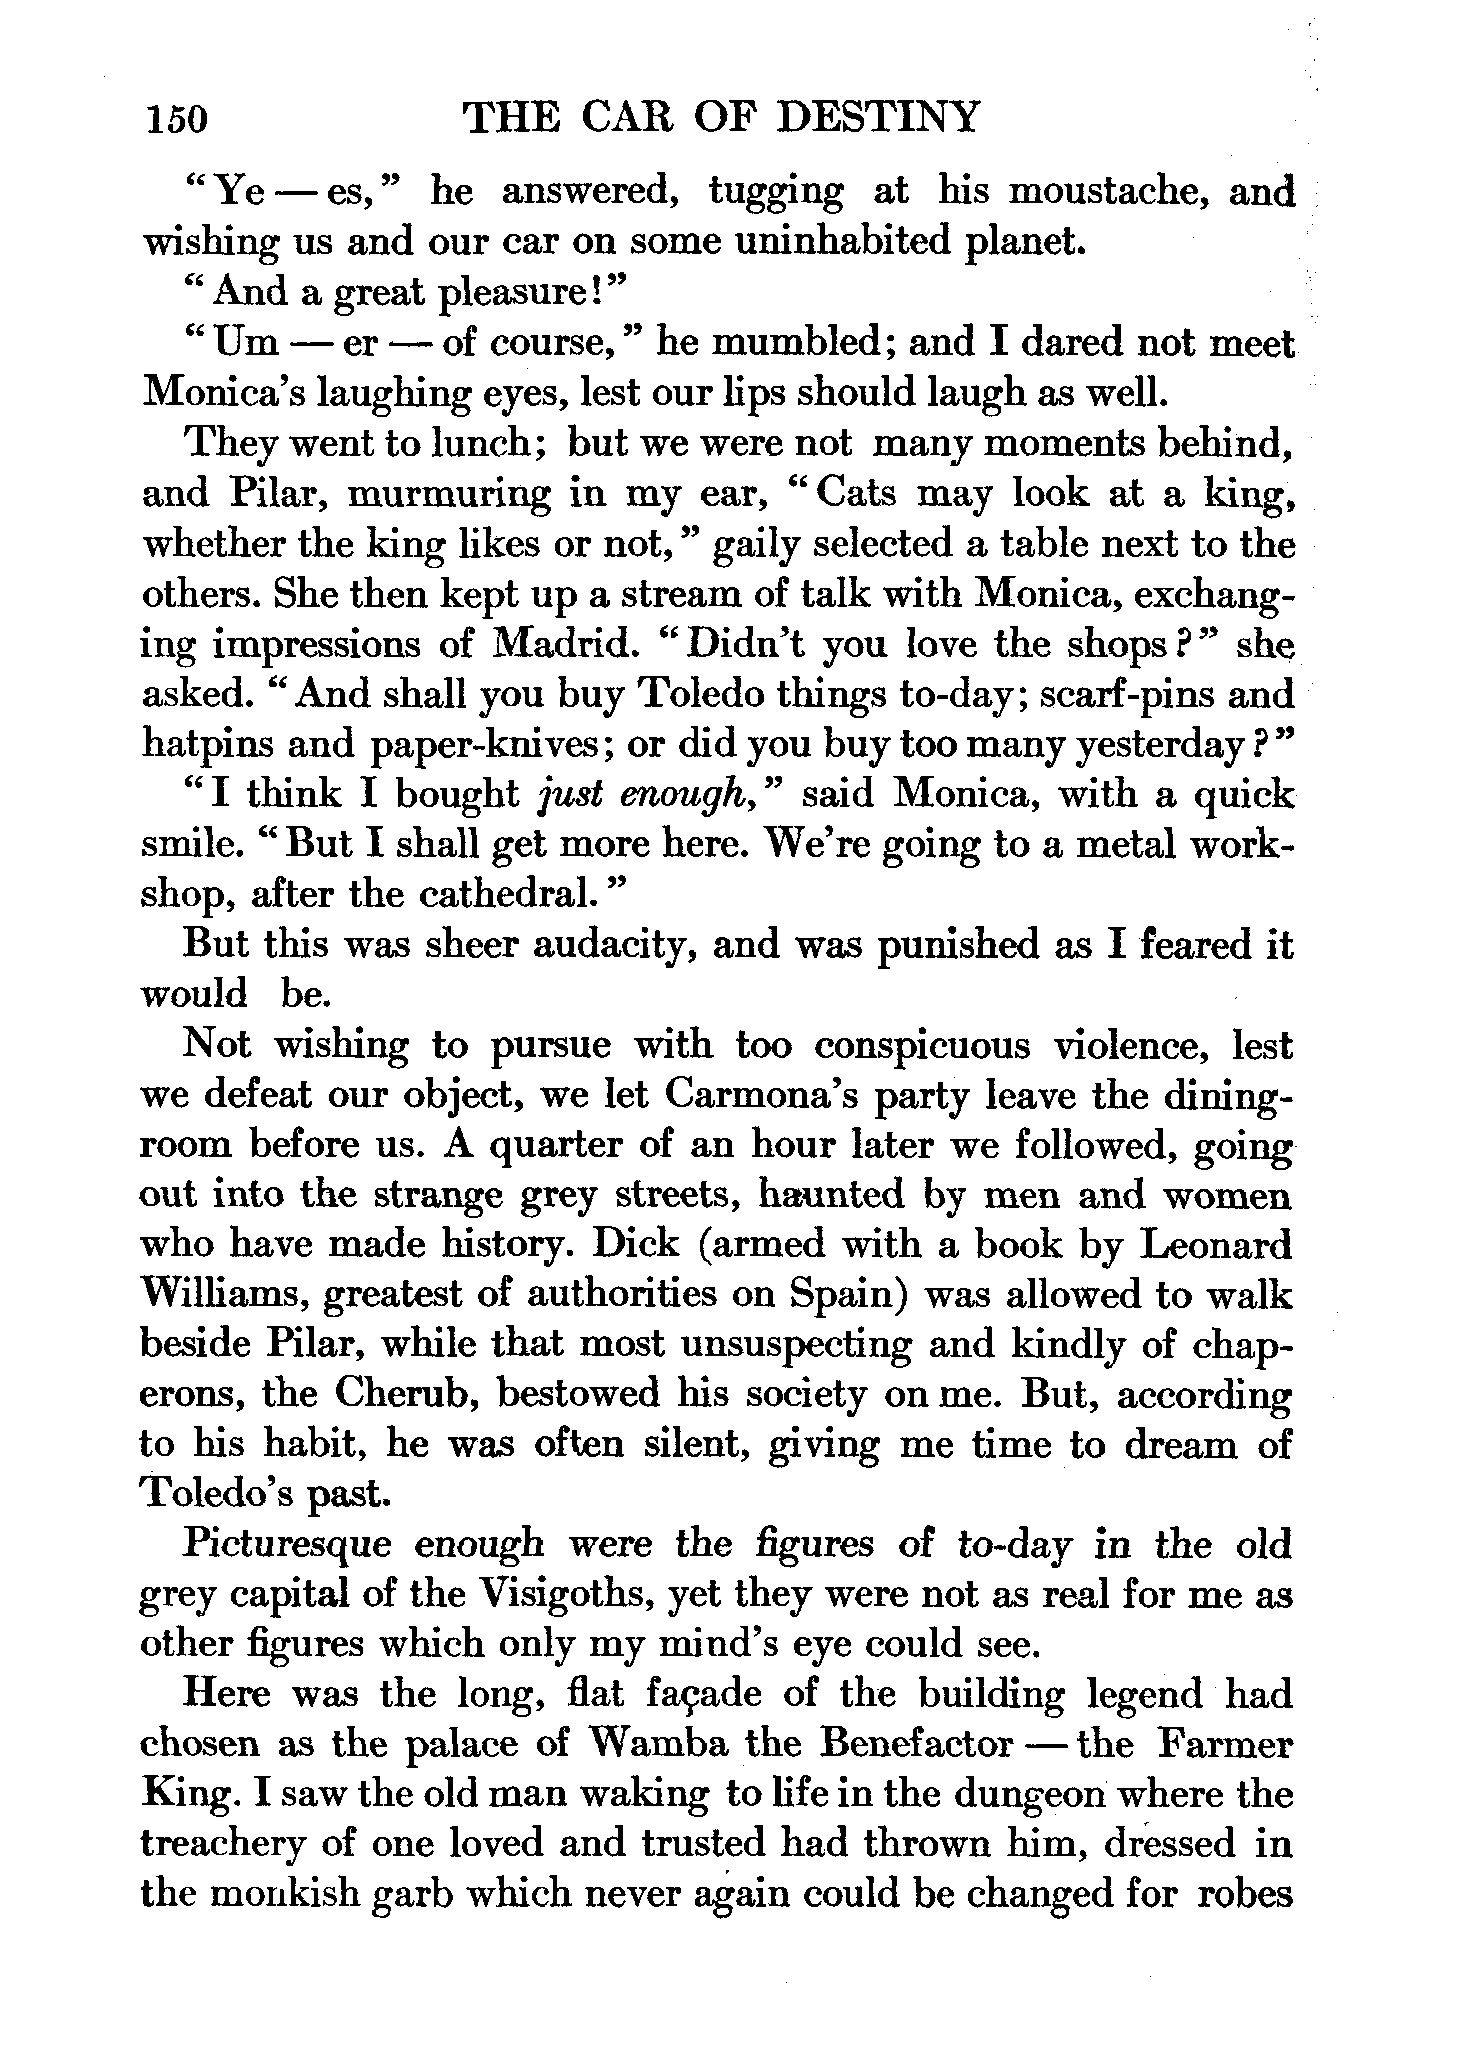 150 THE CAR OF DESTINY
“Ye — es,” he answered, tugging at his moustache, and
wishing us and our car on some uninhabited planet.
“And a great pleasure!”
“Um — er — of course,” he mumbled; and I dared not meet
Monica’s laughing eyes, lest our lips should laugh as well.
They went to lunch; but we were not many moments behind,
and Pilar, murmuring in my ear, “Cats may look at a king,
whether the king likes or not,” gaily selected a table next to the
others. She then kept up a stream of talk with Monica, exchang-
ing impressions of Madrid. “Didn’t you love the shops?” she
asked. “And shall you buy Toledo things to-day; scarf-pins and
hatpins and paper-knives; or did you buy too many yesterday?”
“I think I bought just enough,” said Monica, with a quick
smile. “But I shall get more here. We’re going to a metal work-
shop, after the cathedral.”
But this was sheer audacity, and was punished as I feared it
would be.
Not wishing to pursue with too conspicuous violence, lest
we defeat our object, we let Carmona’s party leave the dining-
room before us. A quarter of an hour later we followed, going
out into the strange grey streets, haunted by men and women
who have made history. Dick (armed with a book by Leonard
Williams, greatest of authorities on Spain) was allowed to walk
beside Pilar, while that most unsuspecting and kindly of chap-
erons, the Cherub, bestowed his society on me. But, according
to his habit, he was often silent, giving me time to dream of
Toledo’s past.
Picturesque enough were the figures of to-day in the old
grey capital of the Visigoths, yet they were not as real for me as
other figures which only my mind’s eye could see.
Here was the long, flat façade of the building legend had
chosen as the palace of Wamba the Benefactor — the Farmer
King. I saw the old man waking to life in the dungeon where the
treachery of one loved and trusted had thrown him, dressed in
the monkish garb which never again could be changed for robes